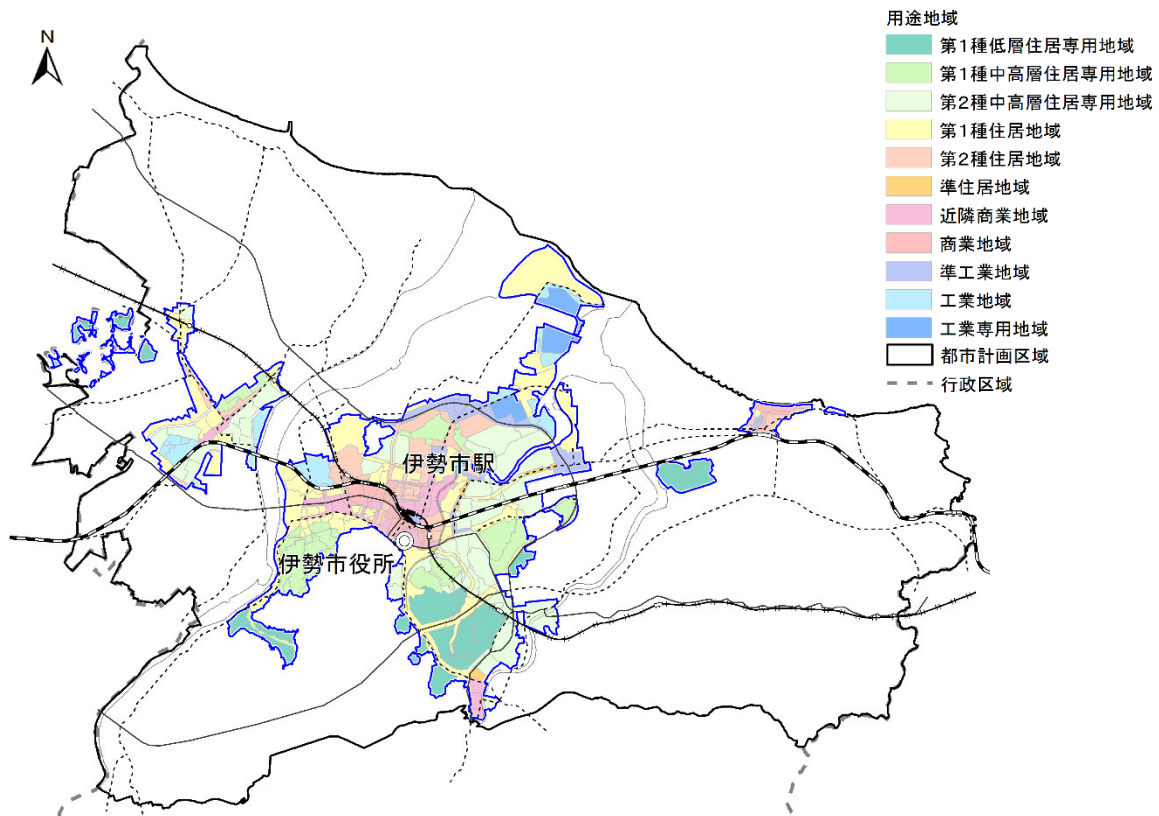 N
用途地域
第1種低層住居専用地域
第1種中高層住居専用地域
第2種中高層住居専用地域
第1種住居地域
第2種住居地域
準住居地域
近隣商業地域
商業地域
準工業地域
工業地域
工業専用地域
都市計画区域
行政区域
伊勢市駅
伊勢市役所